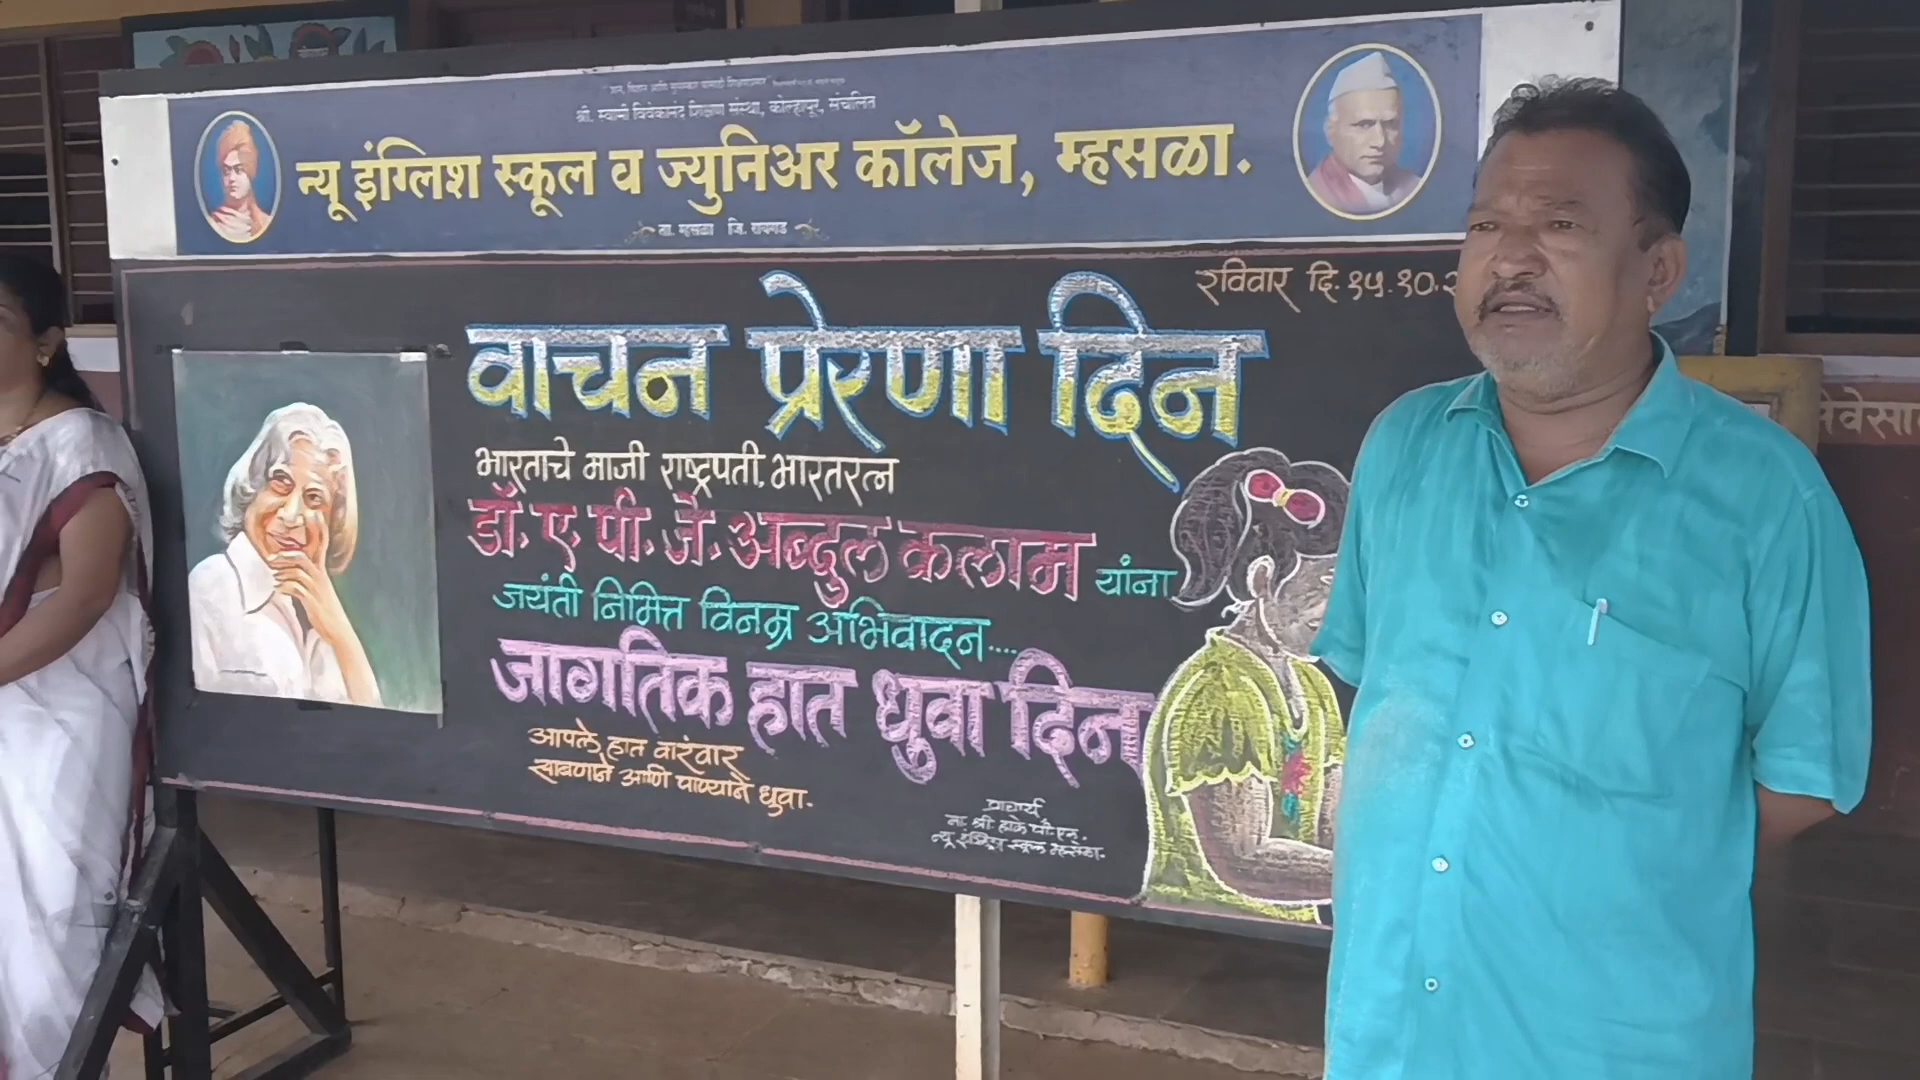 श्री. स्वामी विवेकानंद शिक्षण संस्था, कोल्हापूर, संचलित
न्यू इंग्लिश स्कूल व ज्युनिअर कॉलेज, म्हसळा.
ता. म्हसळा जि. रायगड
रविवार दि. १५.१०.
वाचन प्रेरणा दिन
भारताचे माजी राष्ट्रपती, भारतरत्न
डॉ. ए. पी. जे. अब्दुल कलाम यांना
जयंती निमित्त विनम्र अभिवादन....
जागतिक हात धुवा दिन
आपले हात वारंवार
साबणाने आणि पाण्याने धुवा.
प्राचार्य
मा. श्री.
न्यू इंग्लिश स्कूल म्हसळा.